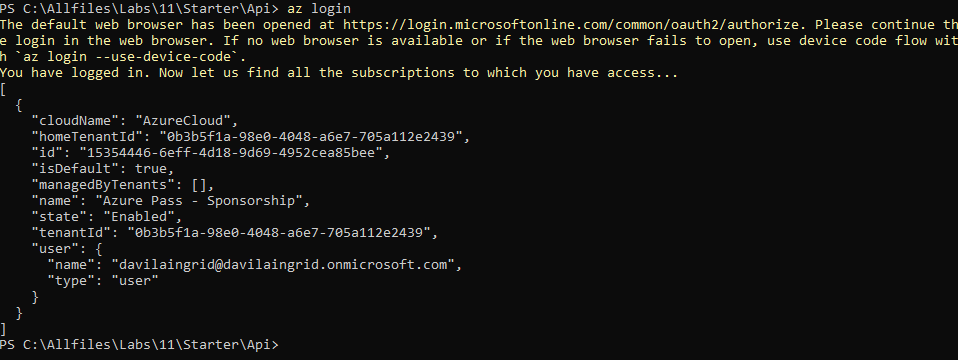 PS C:\Allfiles\Labs\11\Starter\Api> az login
The default web browser has been opened at https://login.microsoftonline.com/common/oauth2/authorize. Please continue th
e login in the web browser. If no web browser is available or if the web browser fails to open, use device code flow wit
h `az login --use-device-code`.
You have logged in. Now let us find all the subscriptions to which you have access...
[
  {
    "cloudName": "AzureCloud",
    "homeTenantId": "0b3b5f1a-98e0-4048-a6e7-705a112e2439",
    "id": "15354446-6eff-4d18-9d69-4952cea85bee",
    "isDefault": true,
    "managedByTenants": [],
    "name": "Azure Pass - Sponsorship",
    "state": "Enabled",
    "tenantId": "0b3b5f1a-98e0-4048-a6e7-705a112e2439",
    "user": {
      "name": "davilaingrid@davilaingrid.onmicrosoft.com",
      "type": "user"
    }
  }
]
PS C:\Allfiles\Labs\11\Starter\Api>